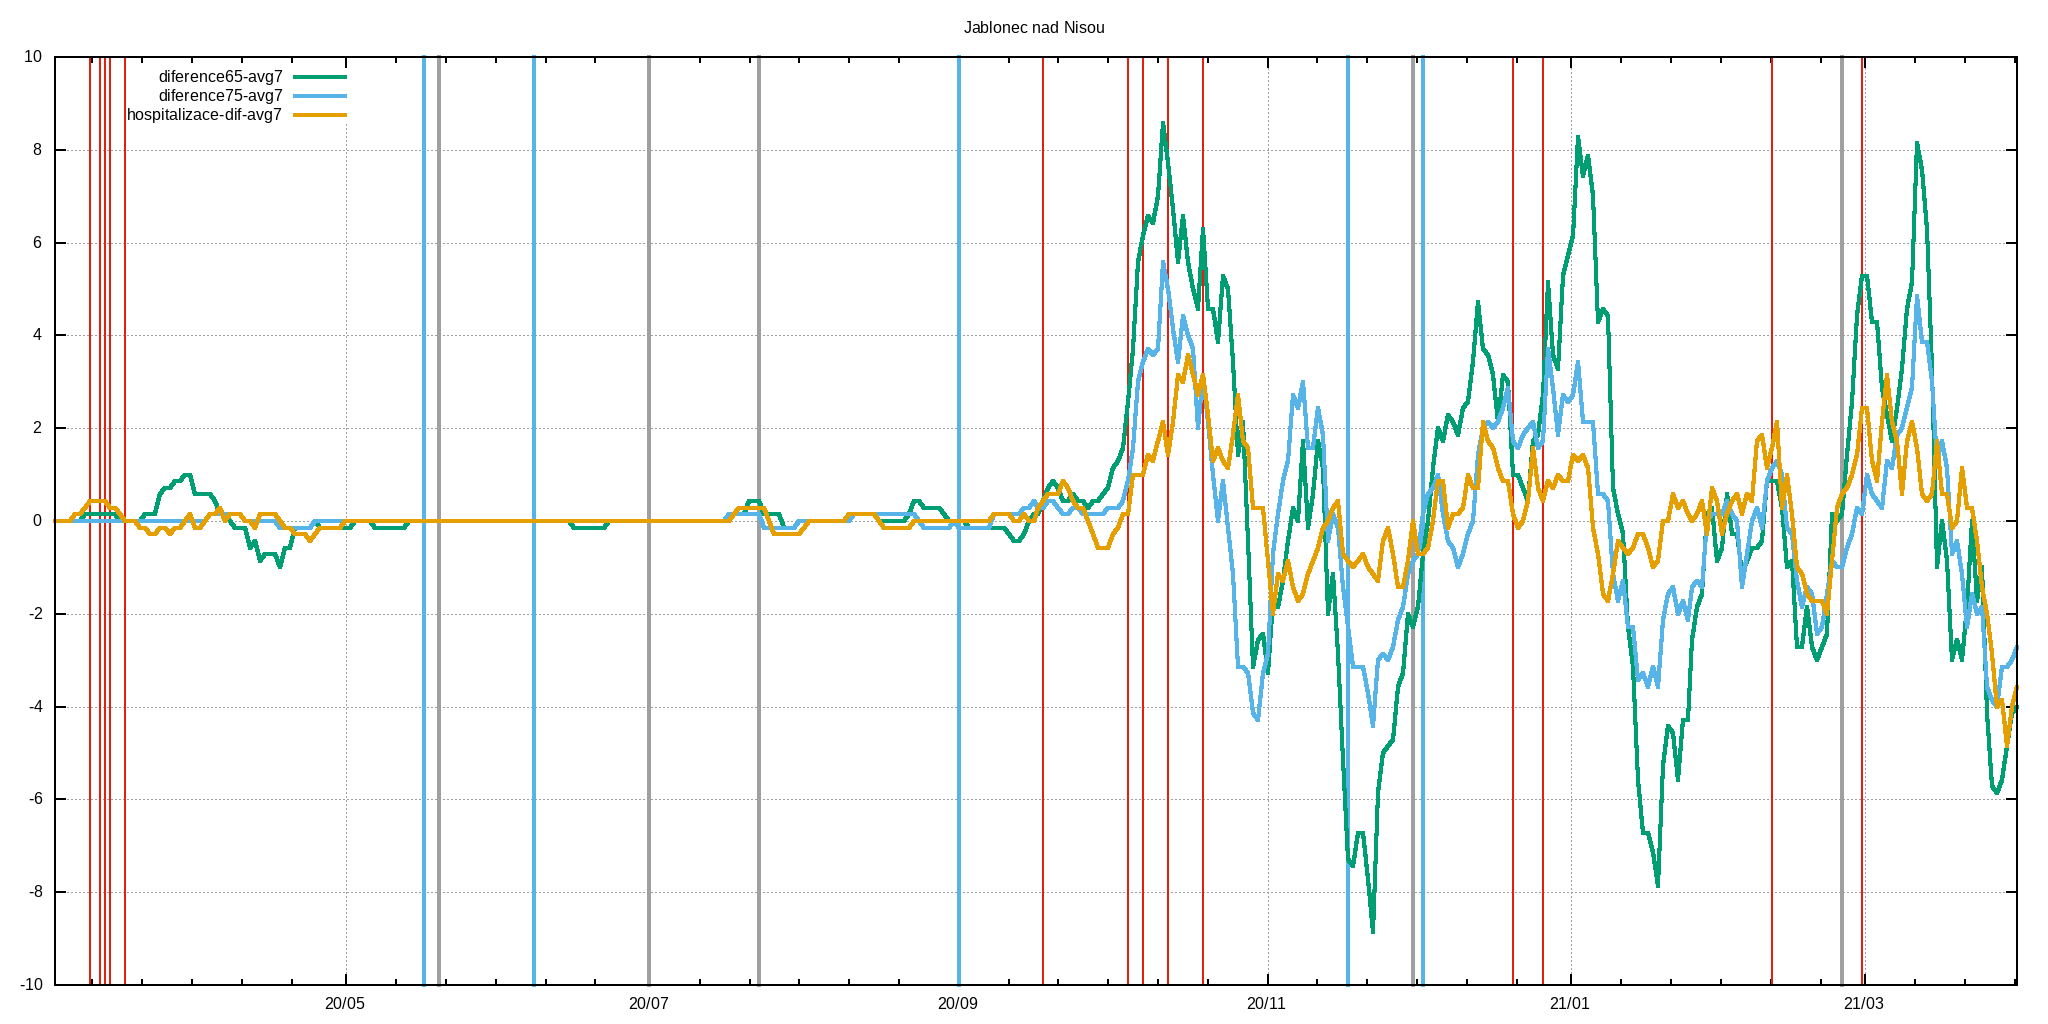 Jablonec nad Nisou
diference65-avg7
diference75-avg7
hospitalizace-dif-avg7
10
8
6
4
2
0
-2
-4
-6
-8
-10
20/05 20/07 20/09 20/11 21/01 21/03